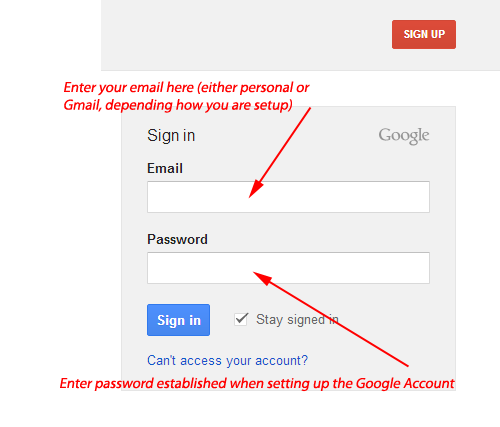 SIGN UP
Enter your email here (either personal or
Gmail, depending how you are setup)
Sign in
Google
Email
Password
Sign in
Stay signed in
Can't access your account?
Enter password established when setting up the Google Account